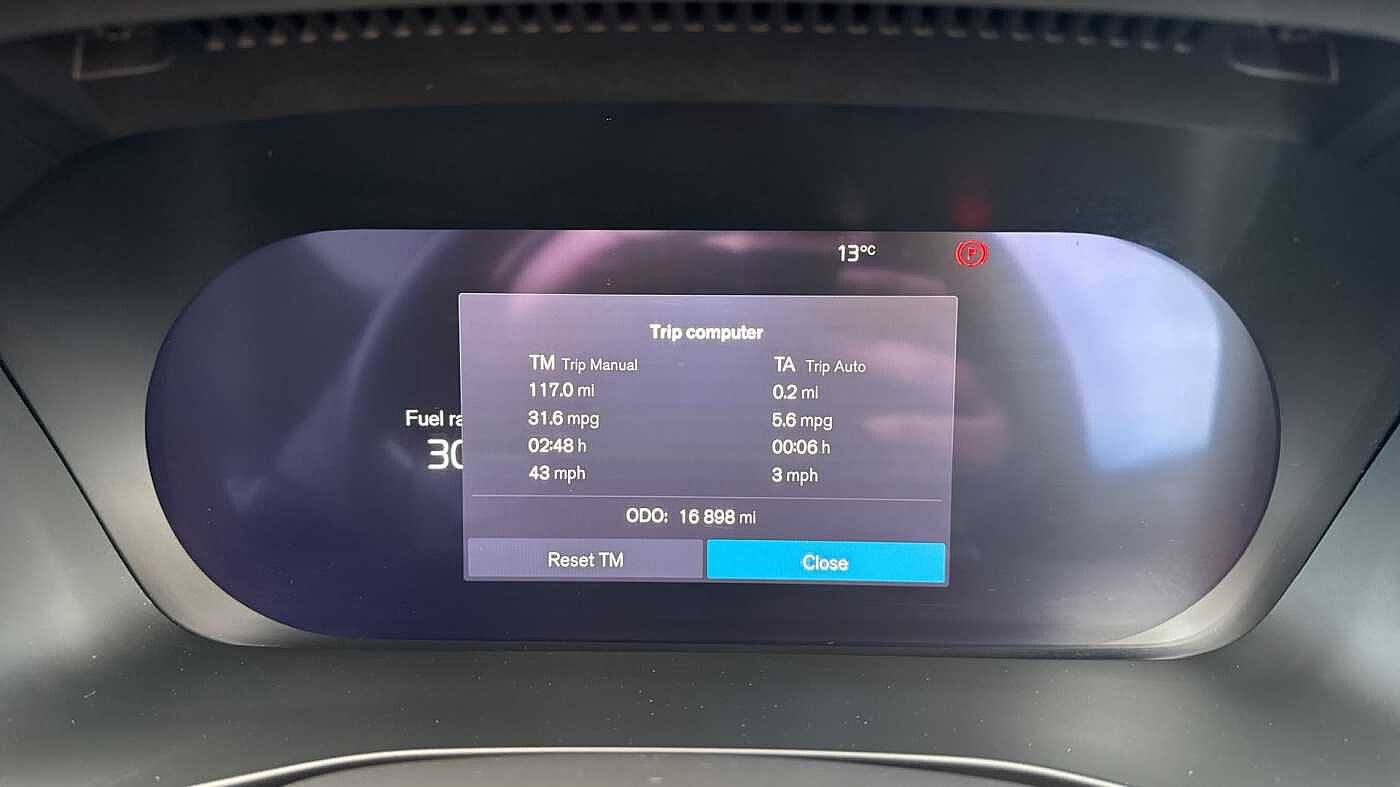 13°C
P
Trip computer
TM Trip Manual
117.0 mi
31.6 mpg
02:48 h
43 mph
TA Trip Auto
0.2 mi
5.6 mpg
00:06 h
3 mph
Fuel
ODO: 16 898 mi
Reset TM
Close